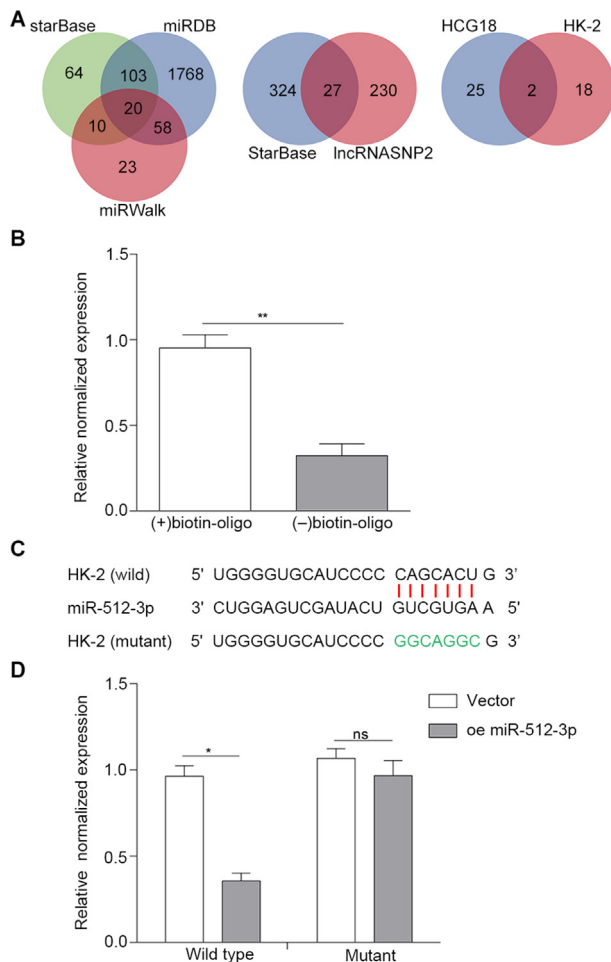 A
starBase
miRDB
64
103
1768
20
10
58
23
miRWalk
324
27
230
StarBase
lncRNASNP2
HCG18
HK-2
25
2
18
B
Relative normalized expression
1.5
1.0
0.5
0.0
**
(+)biotin-oligo
(–)biotin-oligo
C
HK-2 (wild) 5' UGGGGUGCAUCCCC CAGCACU G 3'
miR-512-3p 3' CUGGAGUCGAUACU GUCGUGA A 5'
HK-2 (mutant) 5' UGGGGUGCAUCCCC GGCAGGC G 3'
D
Relative normalized expression
1.5
1.0
0.5
0.0
*
ns
Vector
oe miR-512-3p
Wild type
Mutant